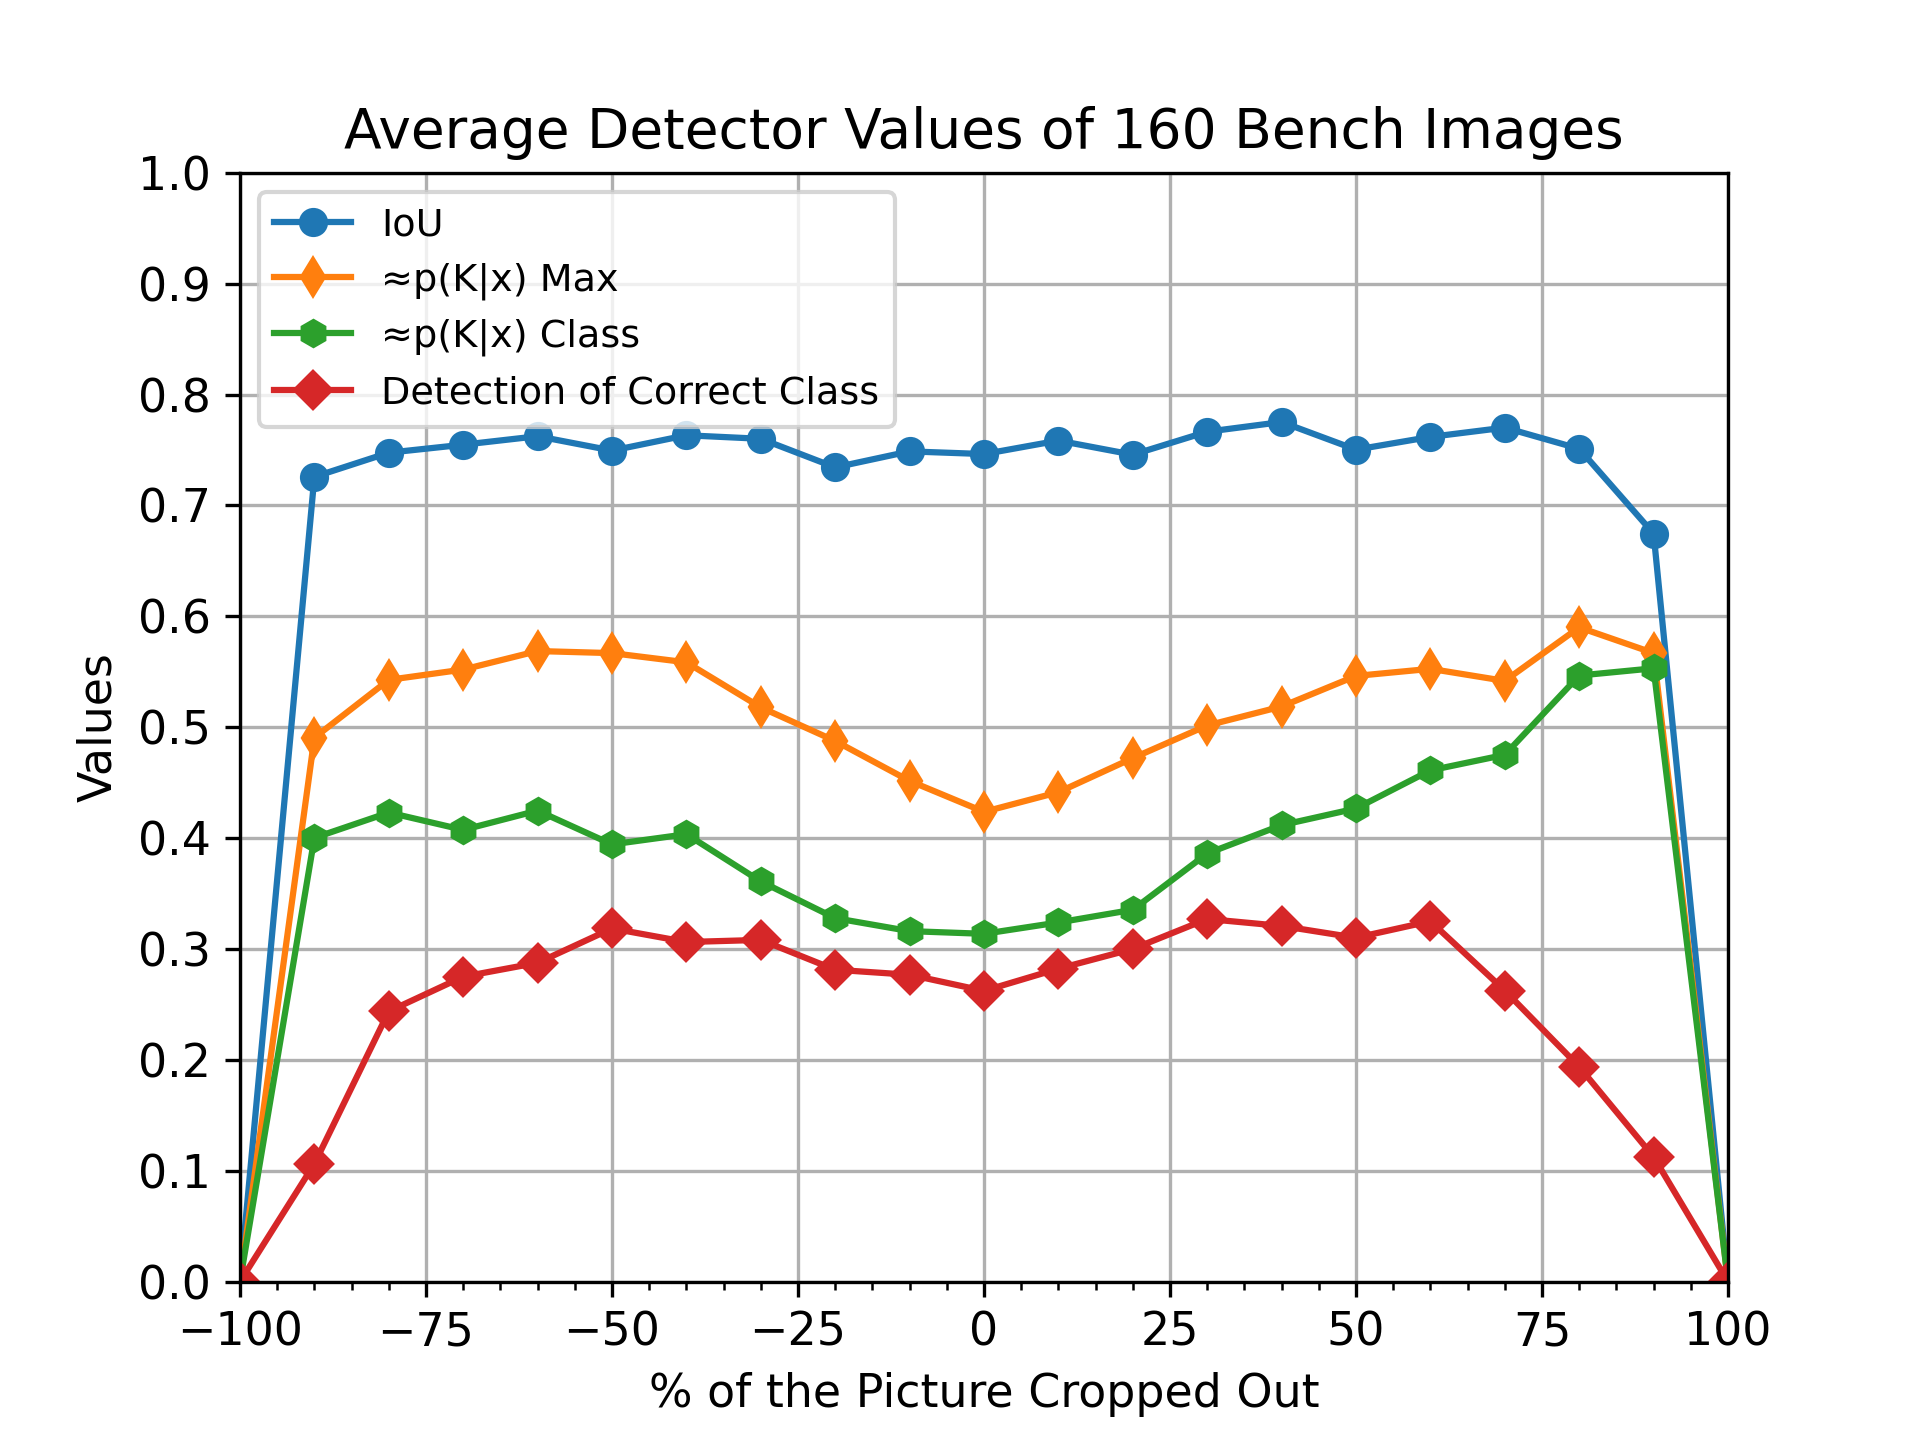 Average Detector Values of 160 Bench Images
1.0
0.9
0.8
0.7
0.6
0.5
0.4
0.3
0.2
0.1
0.0
Values
IoU
≈p(K|x) Max
≈p(K|x) Class
Detection of Correct Class
−100 −75 −50 −25 0 25 50 75 100
% of the Picture Cropped Out